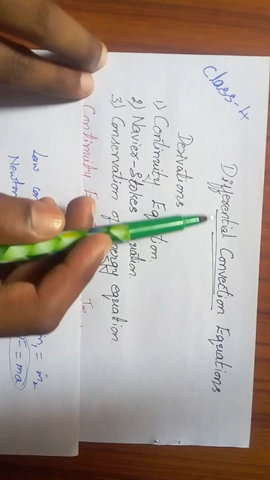 Class-4
Differential Convection Equations
Derivations
1) Continuity Equation
2) Navier-Stokes Equation
3) Conservation of Energy equation
Continuity
Law
Newton
= ma